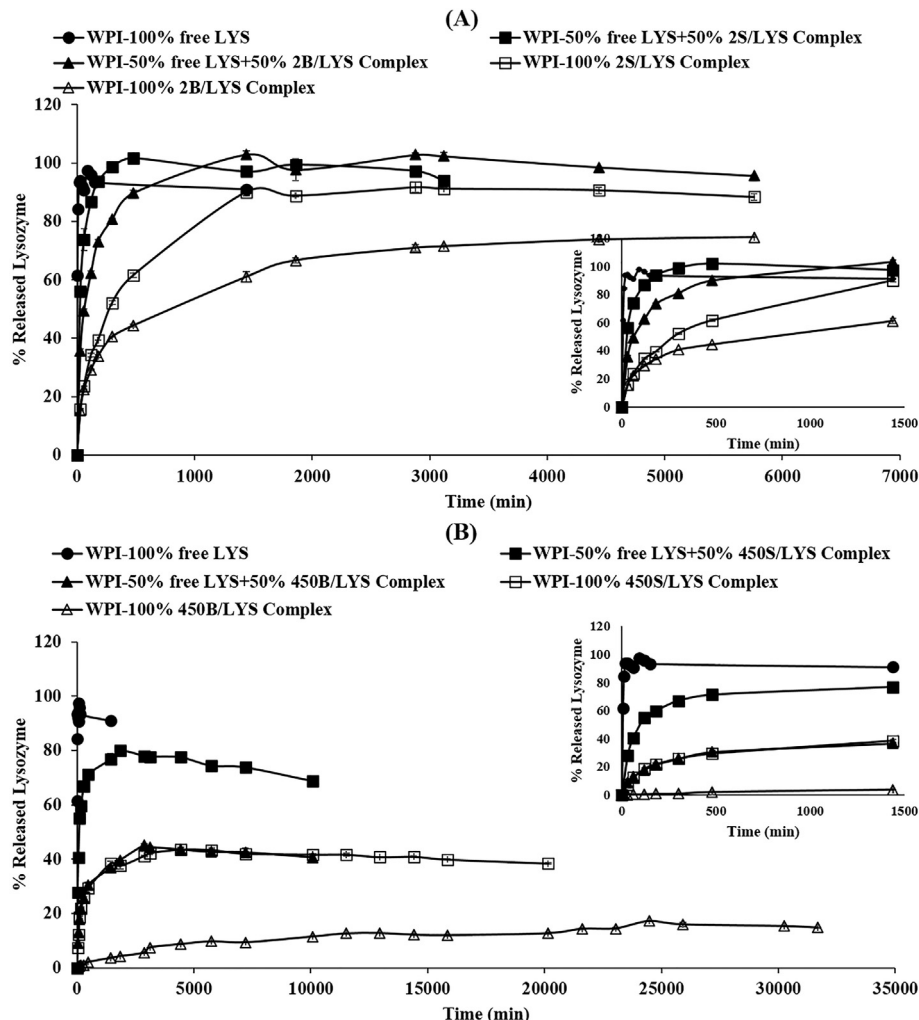 (A)
WPI-100% free LYS
WPI-50% free LYS+50% 2S/LYS Complex
WPI-50% free LYS+50% 2B/LYS Complex
WPI-100% 2S/LYS Complex
WPI-100% 2B/LYS Complex
120
100
80
60
40
20
0
% Released Lysozyme
0 1000 2000 3000 4000 5000 6000 7000
Time (min)
120
100
80
60
40
20
0
% Released Lysozyme
0 500 1000 1500
Time (min)
(B)
WPI-100% free LYS
WPI-50% free LYS+50% 450S/LYS Complex
WPI-50% free LYS+50% 450B/LYS Complex
WPI-100% 450S/LYS Complex
WPI-100% 450B/LYS Complex
120
100
80
60
40
20
0
% Released Lysozyme
0 5000 10000 15000 20000 25000 30000 35000
Time (min)
120
100
80
60
40
20
0
% Released Lysozyme
0 500 1000 1500
Time (min)